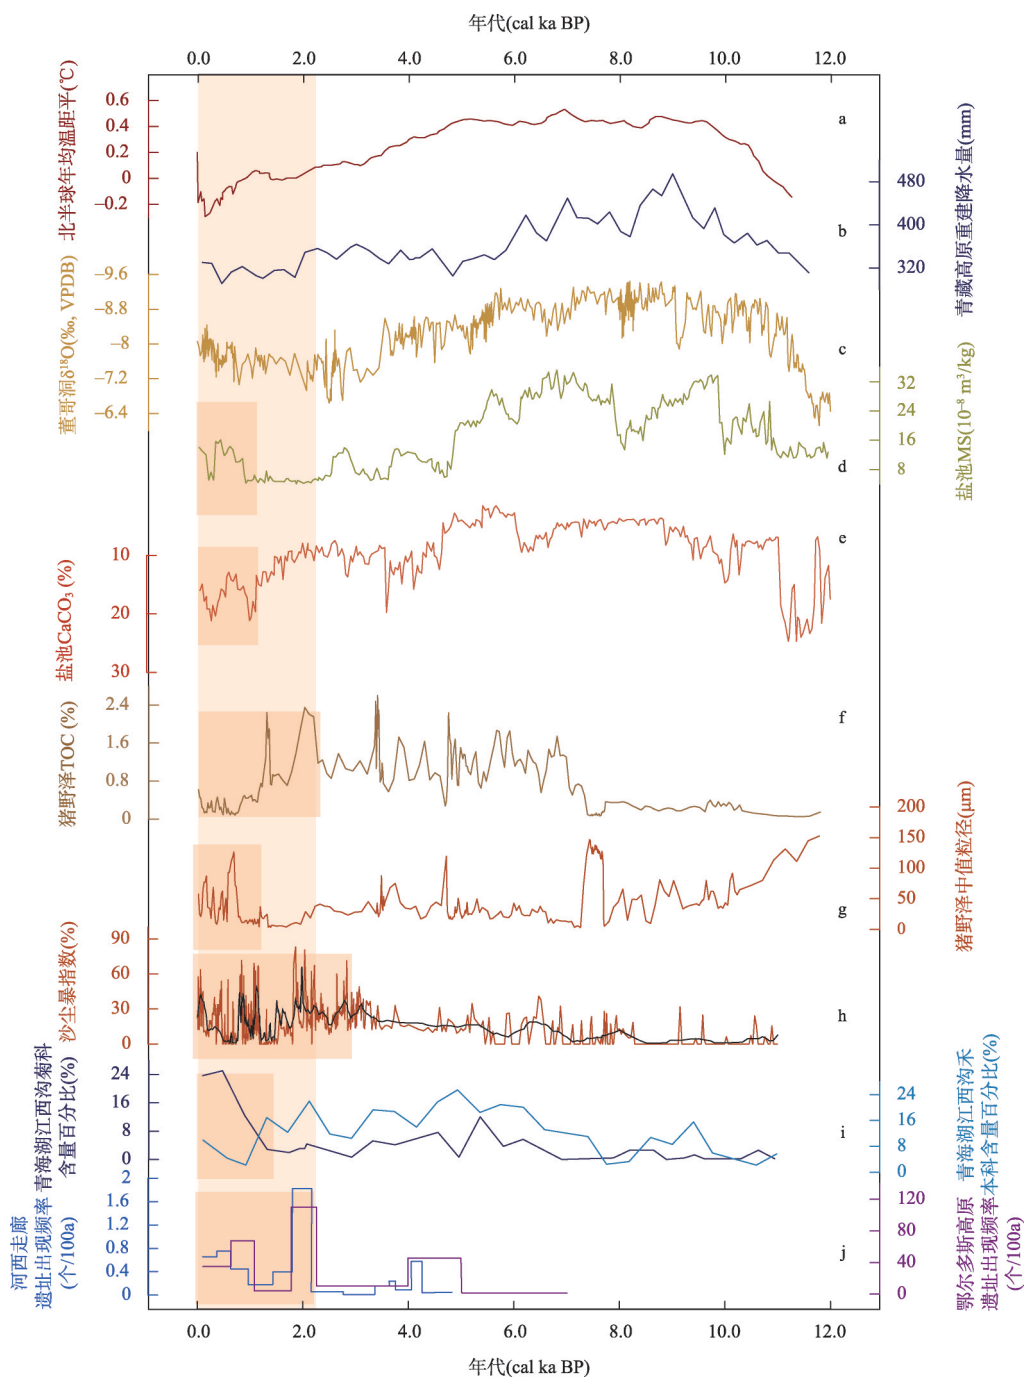 年代(cal ka BP)
0.0 2.0 4.0 6.0 8.0 10.0 12.0
北半球年均温距平(℃)
0.6
0.4
0.2
0
−0.2
a
青藏高原重建降水量(mm)
480
400
320
b
董哥洞δ¹⁸O(‰, VPDB)
−9.6
−8.8
−8
−7.2
−6.4
c
盐池MS(10⁻⁸ m³/kg)
32
24
16
8
d
盐池CaCO₃(%)
10
20
30
e
猪野泽TOC(%)
2.4
1.6
0.8
0
f
猪野泽中值粒径(μm)
200
150
100
50
0
g
沙尘暴指数(%)
90
60
30
0
h
青海湖江西沟菊科
含量百分比(%)
24
16
8
0
i
青海湖江西沟禾
本科含量百分比(%)
24
16
8
0
河西走廊
遗址出现频率
(个/100a)
2
1.6
1.2
0.8
0.4
0
j
鄂尔多斯高原
遗址出现频率
(个/100a)
120
80
40
0
0.0 2.0 4.0 6.0 8.0 10.0 12.0
年代(cal ka BP)